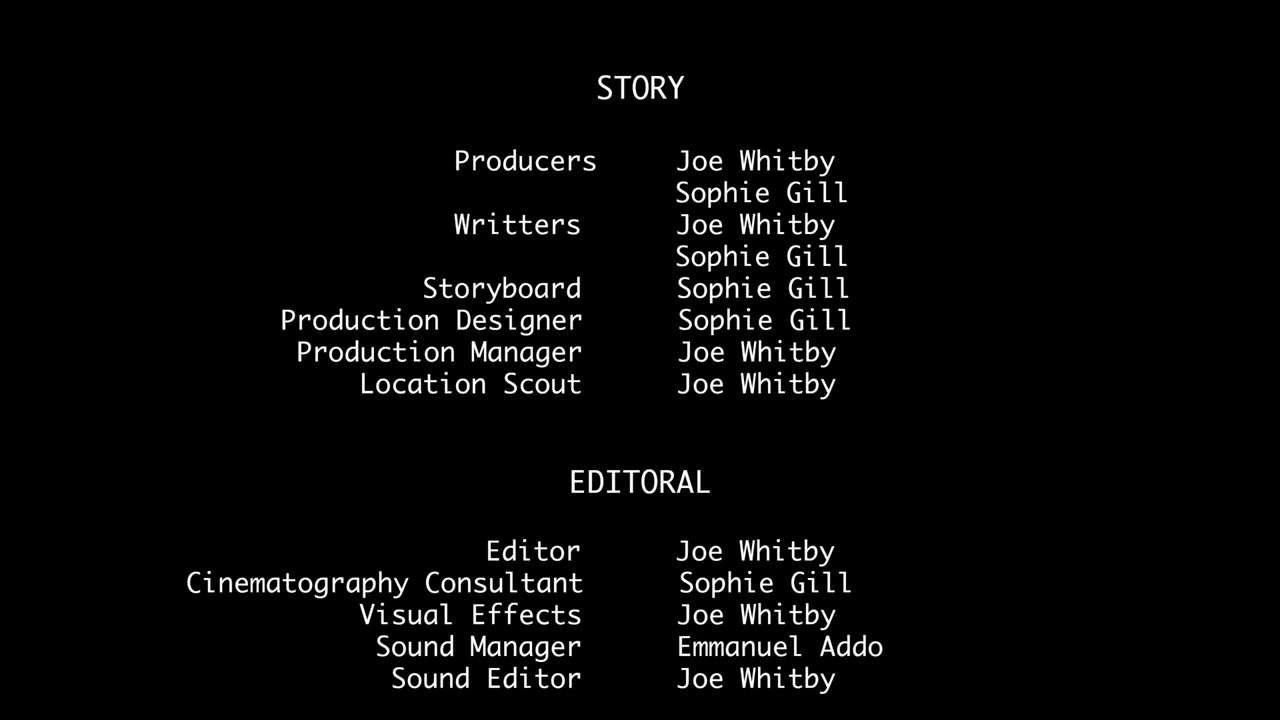 STORY
Producers Joe Whitby
Sophie Gill
Writters Joe Whitby
Sophie Gill
Storyboard Sophie Gill
Production Designer Sophie Gill
Production Manager Joe Whitby
Location Scout Joe Whitby
EDITORAL
Editor Joe Whitby
Cinematography Consultant Sophie Gill
Visual Effects Joe Whitby
Sound Manager Emmanuel Addo
Sound Editor Joe Whitby